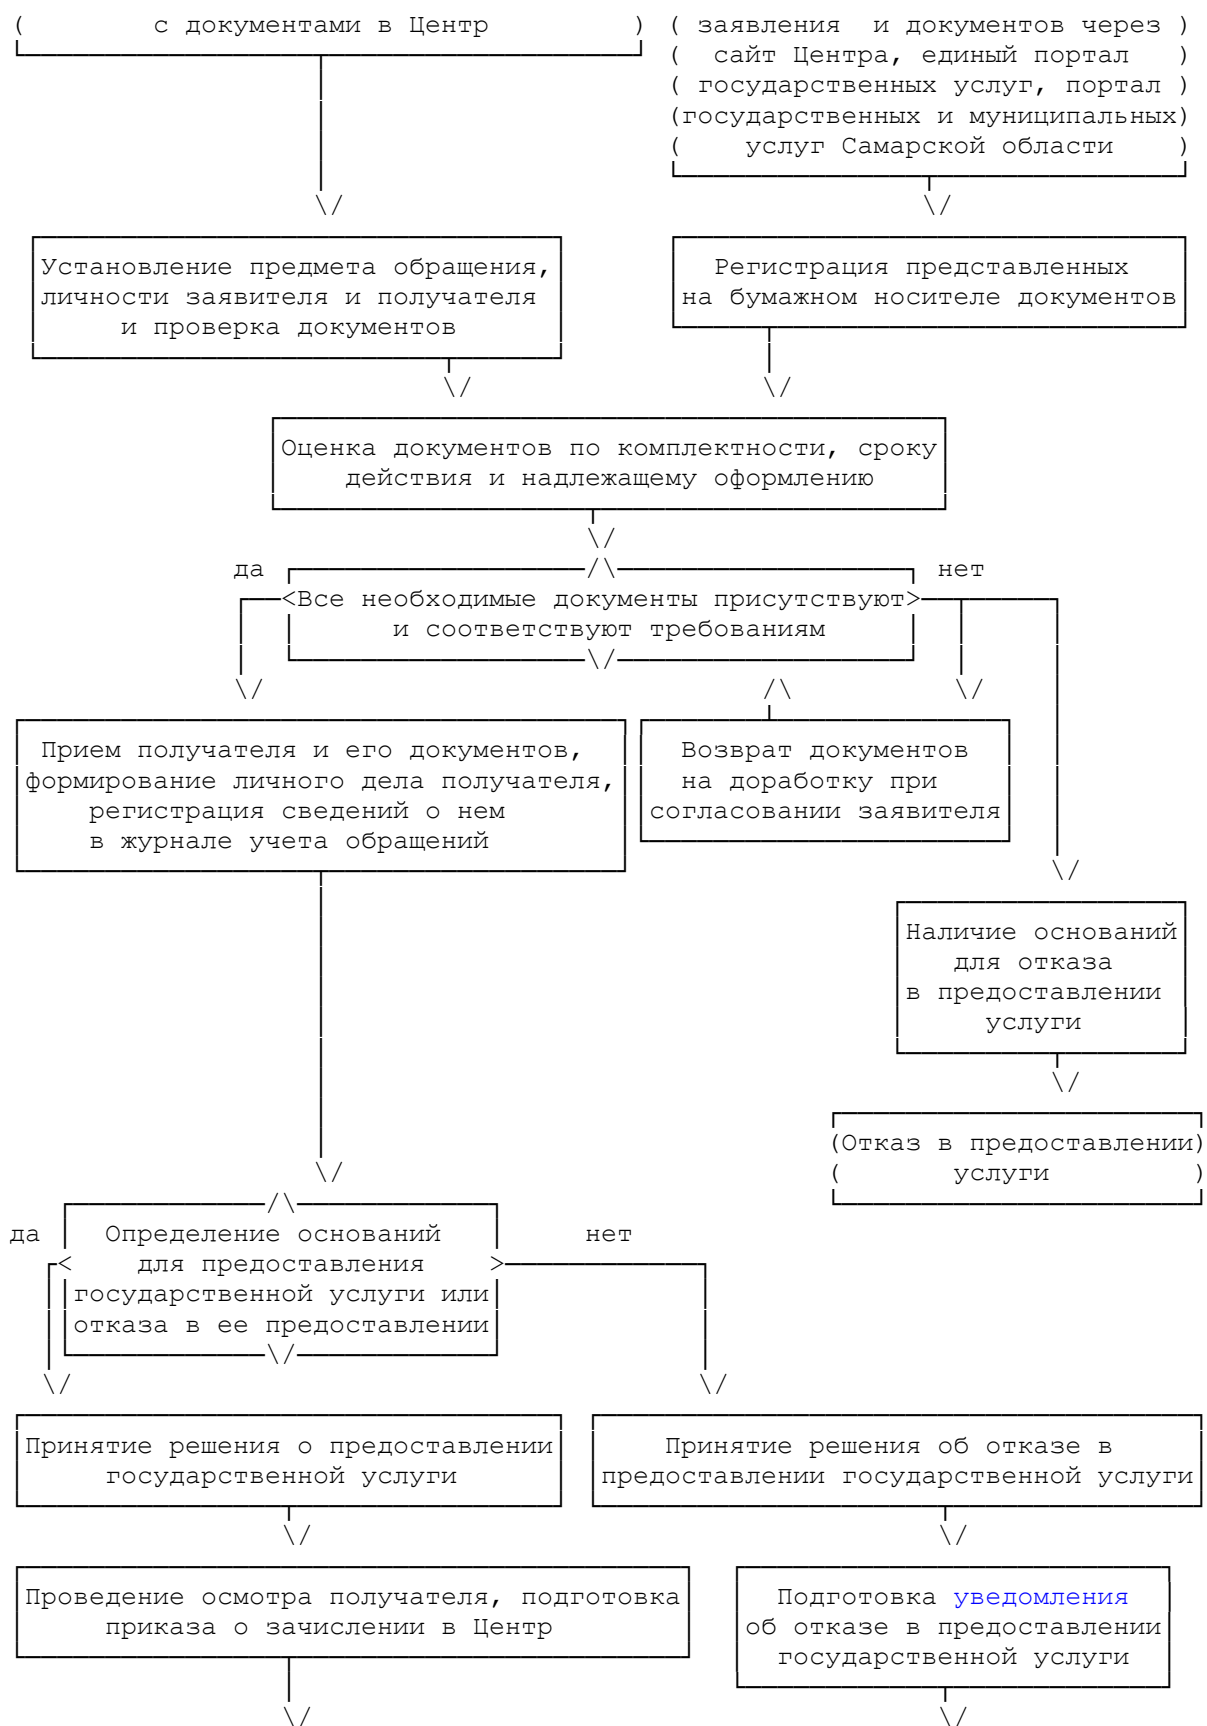 с документами в Центр
заявления и документов через
сайт Центра, единый портал
государственных услуг, портал
государственных и муниципальных
услуг Самарской области
Установление предмета обращения,
личности заявителя и получателя
и проверка документов
Регистрация представленных
на бумажном носителе документов
Оценка документов по комплектности, сроку
действия и надлежащему оформлению
да
нет
Все необходимые документы присутствуют
и соответствуют требованиям
Прием получателя и его документов,
формирование личного дела получателя,
регистрация сведений о нем
в журнале учета обращений
Возврат документов
на доработку при
согласовании заявителя
Наличие оснований
для отказа
в предоставлении
услуги
Отказ в предоставлении
услуги
да
Определение оснований
для предоставления
государственной услуги или
отказа в ее предоставлении
нет
Принятие решения о предоставлении
государственной услуги
Принятие решения об отказе в
предоставлении государственной услуги
Проведение осмотра получателя, подготовка
приказа о зачислении в Центр
Подготовка уведомления
об отказе в предоставлении
государственной услуги